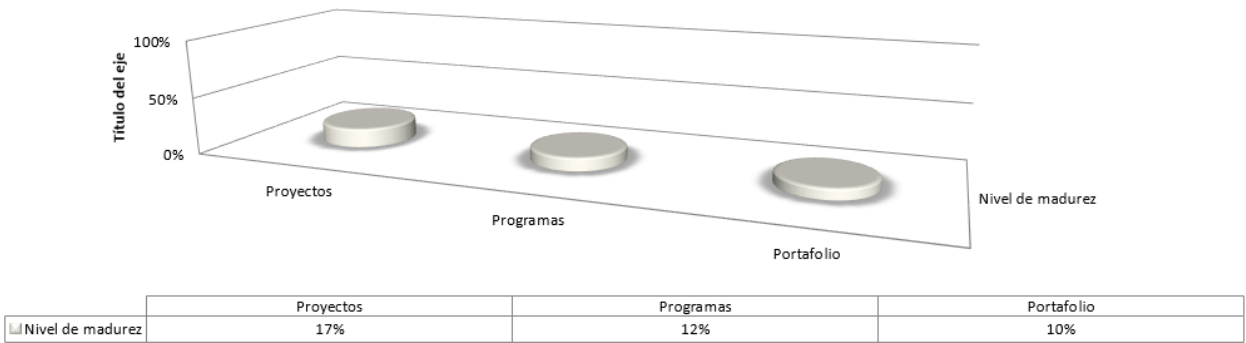 100%
50%
0%
Título del eje
Proyectos
Programas
Portafolio
Nivel de madurez
Proyectos Programas Portafolio
Nivel de madurez 17% 12% 10%